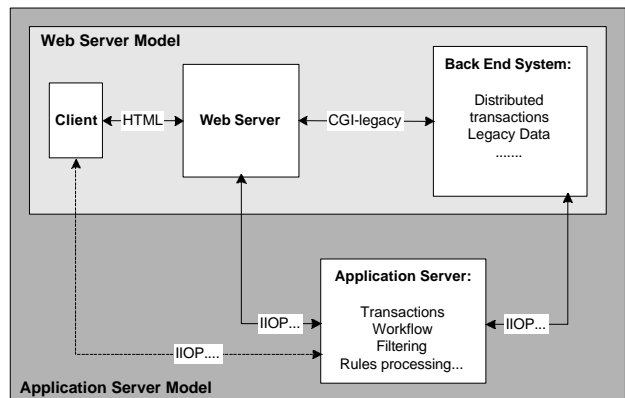 Web Server Model
Back End System:
Distributed
transactions
Legacy Data
.......
Client
HTML
Web Server
CGI-legacy
Application Server:
Transactions
Workflow
Filtering
Rules processing...
IIOP...
IIOP...
IIOP....
Application Server Model